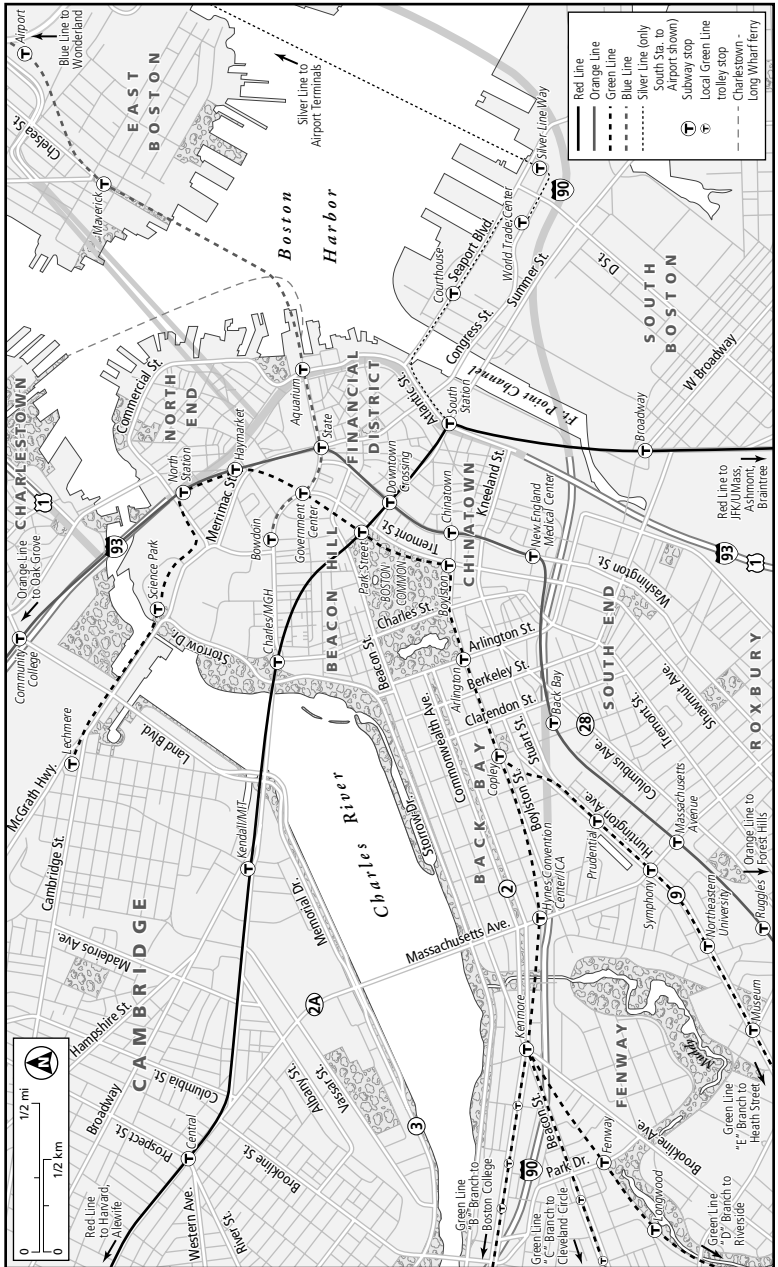 0 1/2 mi
0 1/2 km
N
Red Line
to Harvard,
Alewife
Prospect St.
Central
Western Ave.
River St.
Broadway
Columbia St.
Brookline St.
Hampshire St.
CAMBRIDGE
Madeiros Ave.
Cambridge St.
McGrath Hwy.
Albany St.
Vassar St.
2A
3
Kendall/MIT
Memorial Dr.
Massachusetts Ave.
Lechmere
Land Blvd.
Charles River
Storrow Dr.
Science Park
Community
College
Orange Line
to Oak Grove
93
1
CHARLESTOWN
Storrow Dr.
Charles/MGH
North
Station
Merrimac St.
Haymarket
Commercial St.
NORTH
END
Bowdoin
Government
Center
State
Aquarium
BEACON HILL
Park Street
Downtown
Crossing
FINANCIAL
DISTRICT
Tremont St.
BOSTON
COMMON
Beacon St.
Charles St.
Boylston
Chinatown
CHINATOWN
Kneeland St.
South
Station
Atlantic St.
Boston
Harbor
Airport
Blue Line to
Wonderland
EAST
BOSTON
Chelsea St.
Maverick
Silver Line to
Airport Terminals
Courthouse
Seaport Blvd.
World Trade Center
Silver Line Way
Congress St.
Summer St.
90
D St.
SOUTH
BOSTON
W Broadway
Broadway
Ft. Point Channel
Red Line to
JFK/UMass,
Ashmont,
Braintree
93
1
New England
Medical Center
Washington St.
SOUTH END
Shawmut Ave.
Tremont St.
ROXBURY
Arlington St.
Arlington
Berkeley St.
Clarendon St.
Commonwealth Ave.
BACK BAY
Copley
Stuart St.
Boylston St.
Back Bay
28
Columbus Ave.
2
Hynes Convention
Center/ICA
Prudential
Huntington Ave.
Massachusetts
Avenue
Symphony
9
Northeastern
University
Ruggles
Orange Line to
Forest Hills
Museum
Green Line
"E" Branch to
Heath Street
Kenmore
FENWAY
Muddy
Beacon St.
90
Park Dr.
Fenway
Brookline Ave.
Longwood
Green Line
"B" Branch to
Boston College
Green Line
"C" Branch to
Cleveland Circle
Green Line
"D" Branch to
Riverside
Red Line
Orange Line
Green Line
Blue Line
Silver Line (only
South Sta. to
Airport shown)
T Subway stop
T Local Green Line
trolley stop
Charlestown -
Long Wharf ferry